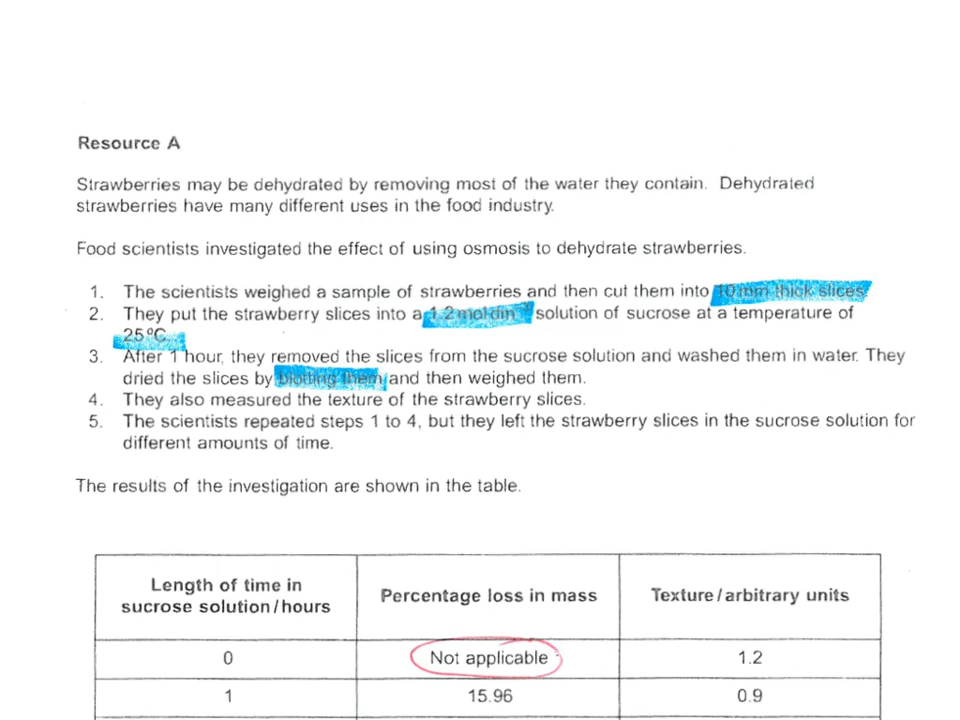 Resource A
Strawberries may be dehydrated by removing most of the water they contain. Dehydrated
strawberries have many different uses in the food industry.
Food scientists investigated the effect of using osmosis to dehydrate strawberries.
1. The scientists weighed a sample of strawberries and then cut them into 10 mm thick slices.
2. They put the strawberry slices into a 1.2 mol dm⁻³ solution of sucrose at a temperature of
25 °C.
3. After 1 hour, they removed the slices from the sucrose solution and washed them in water. They
dried the slices by blotting them and then weighed them.
4. They also measured the texture of the strawberry slices.
5. The scientists repeated steps 1 to 4, but they left the strawberry slices in the sucrose solution for
different amounts of time.
The results of the investigation are shown in the table.
Length of time in
sucrose solution / hours
Percentage loss in mass
Texture / arbitrary units
0 Not applicable 1.2
1 15.96 0.9